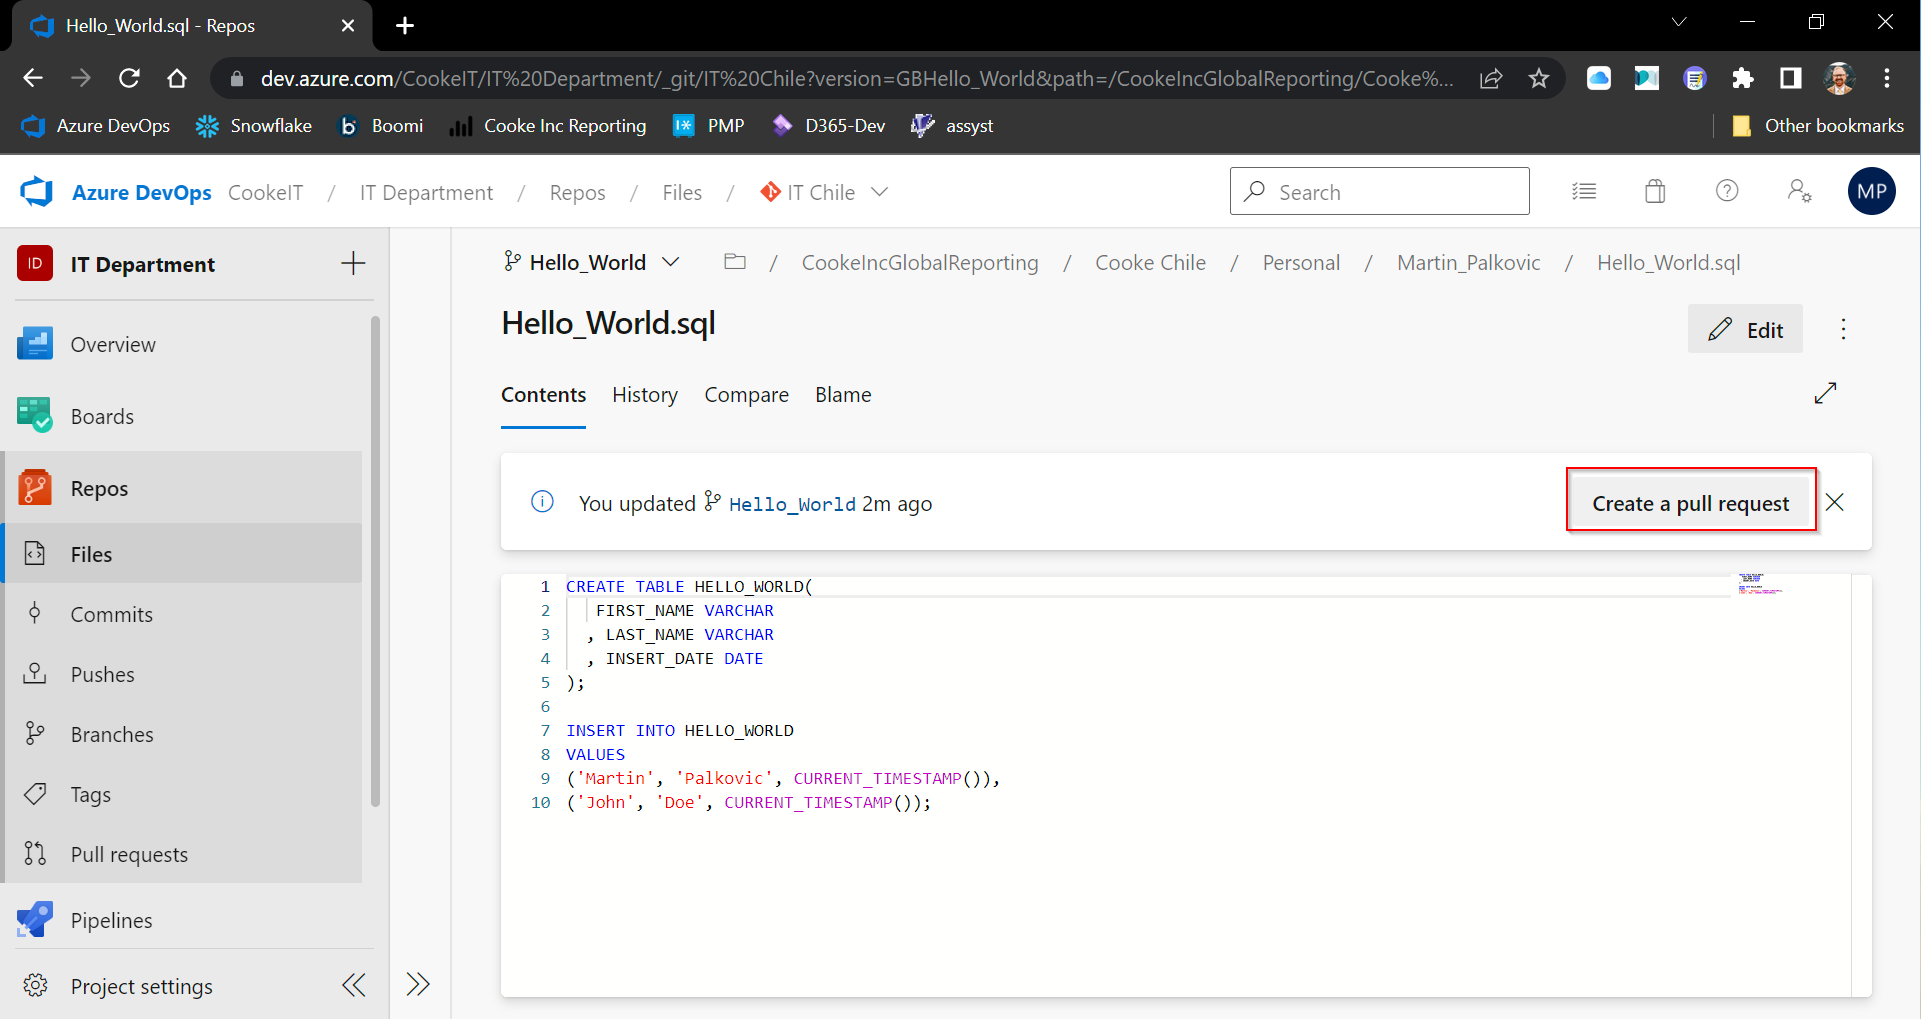 Hello_World.sql - Repos
dev.azure.com/CookeIT/IT%20Department/_git/IT%20Chile?version=GBHello_World&path=/CookeIncGlobalReporting/Cooke%...
Azure DevOps
Snowflake
b Boomi
Cooke Inc Reporting
PMP
D365-Dev
assyst
Other bookmarks
Azure DevOps CookeIT / IT Department / Repos / Files / IT Chile
Search
MP
ID IT Department
Overview
Boards
Repos
Files
Commits
Pushes
Branches
Tags
Pull requests
Pipelines
Project settings
Hello_World / CookeIncGlobalReporting / Cooke Chile / Personal / Martin_Palkovic / Hello_World.sql
Hello_World.sql
Edit
Contents History Compare Blame
You updated Hello_World 2m ago
Create a pull request
1 CREATE TABLE HELLO_WORLD(
2 FIRST_NAME VARCHAR
3 , LAST_NAME VARCHAR
4 , INSERT_DATE DATE
5 );
6
7 INSERT INTO HELLO_WORLD
8 VALUES
9 ('Martin', 'Palkovic', CURRENT_TIMESTAMP()),
10 ('John', 'Doe', CURRENT_TIMESTAMP());